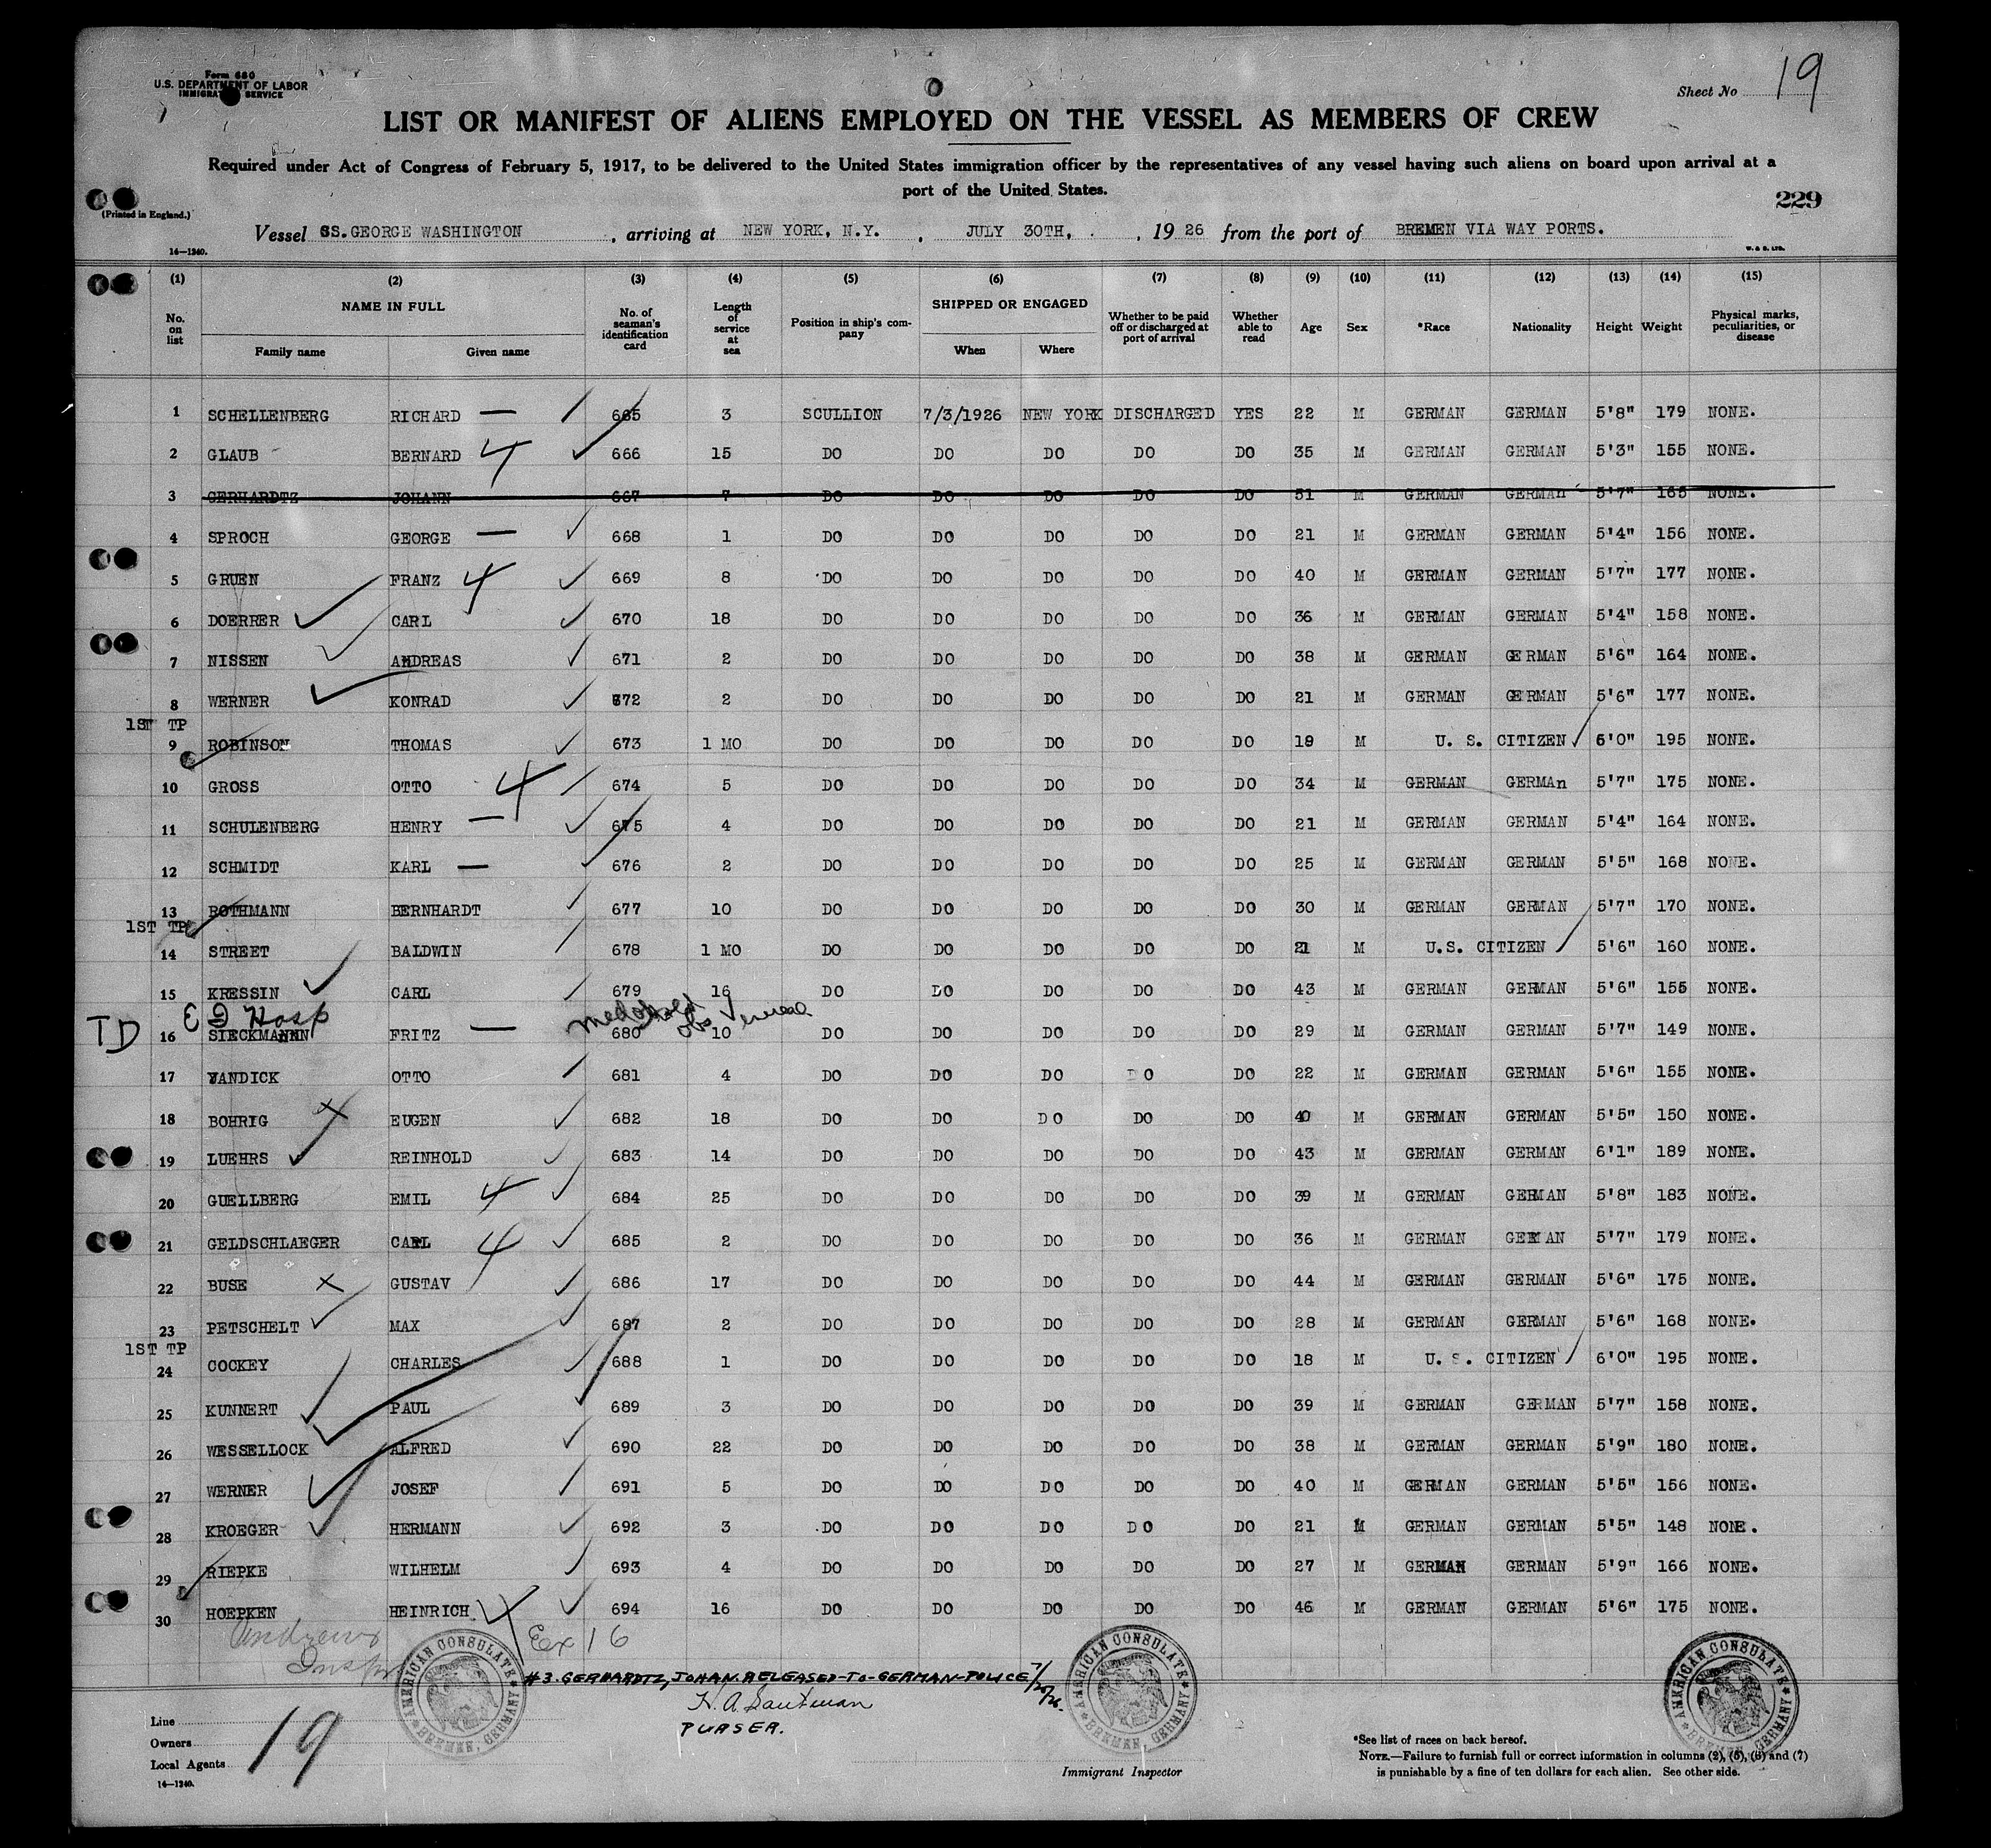 Form 680
U.S. DEPARTMENT OF LABOR
IMMIGRATION SERVICE
Sheet No 19
LIST OR MANIFEST OF ALIENS EMPLOYED ON THE VESSEL AS MEMBERS OF CREW
Required under Act of Congress of February 5, 1917, to be delivered to the United States immigration officer by the representatives of any vessel having such aliens on board upon arrival at a
port of the United States.
229
(Printed in England.)
Vessel SS.GEORGE WASHINGTON, arriving at NEW YORK, N.Y., JULY 30TH, , 1926 from the port of BREMEN VIA WAY PORTS.
14—1240. W. & S. LTD.
(1) (2) (3) (4) (5) (6) (7) (8) (9) (10) (11) (12) (13) (14) (15)
No. on list NAME IN FULL Family name Given name No. of seaman's identification card Length of service at sea Position in ship's company SHIPPED OR ENGAGED When Where Whether to be paid off or discharged at port of arrival Whether able to read Age Sex *Race Nationality Height Weight Physical marks, peculiarities, or disease
1 SCHELLENBERG RICHARD — 665 3 SCULLION 7/3/1926 NEW YORK DISCHARGED YES 22 M GERMAN GERMAN 5'8" 179 NONE.
2 GLAUB BERNARD 4 666 15 DO DO DO DO DO 35 M GERMAN GERMAN 5'3" 155 NONE.
3 GERHARDTZ JOHANN 667 7 DO DO DO DO DO 51 M GERMAN GERMAn 5'7" 165 NONE.
4 SPROCH GEORGE — 668 1 DO DO DO DO DO 21 M GERMAN GERMAN 5'4" 156 NONE.
5 GRUEN FRANZ 4 669 8 DO DO DO DO DO 40 M GERMAN GERMAN 5'7" 177 NONE.
6 DOERRER CARL 670 18 DO DO DO DO DO 36 M GERMAN GERMAN 5'4" 158 NONE.
7 NISSEN ANDREAS 671 2 DO DO DO DO DO 38 M GERMAN GERMAN 5'6" 164 NONE.
8 WERNER KONRAD 672 2 DO DO DO DO DO 21 M GERMAN GERMAN 5'6" 177 NONE.
1ST TP
9 ROBINSON THOMAS 673 1 MO DO DO DO DO DO 19 M U. S. CITIZEN 6'0" 195 NONE.
10 GROSS OTTO 4 674 5 DO DO DO DO DO 34 M GERMAN GERMAn 5'7" 175 NONE.
11 SCHULENBERG HENRY — 675 4 DO DO DO DO DO 21 M GERMAN GERMAN 5'4" 164 NONE.
12 SCHMIDT KARL — 676 2 DO DO DO DO DO 25 M GERMAN GERMAN 5'5" 168 NONE.
13 ROTHMANN BERNHARDT 677 10 DO DO DO DO DO 30 M GERMAN GERMAN 5'7" 170 NONE.
1ST TP
14 STREET BALDWIN 678 1 MO DO DO DO DO DO 21 M U.S. CITIZEN 5'6" 160 NONE.
15 KRESSIN CARL 679 16 DO DO DO DO DO 43 M GERMAN GERMAN 5'6" 155 NONE.
TD E I Hosp Med hold obs Venereal
16 SIECKMANN FRITZ — 680 10 DO DO DO DO DO 29 M GERMAN GERMAN 5'7" 149 NONE.
17 VANDICK OTTO 681 4 DO DO DO DO DO 22 M GERMAN GERMAN 5'6" 155 NONE.
18 BOHRIG EUGEN 682 18 DO DO DO DO DO 40 M GERMAN GERMAN 5'5" 150 NONE.
19 LUEHRS REINHOLD 683 14 DO DO DO DO DO 43 M GERMAN GERMAN 6'1" 189 NONE.
20 GUELLBERG EMIL 4 684 25 DO DO DO DO DO 39 M GERMAN GERMAN 5'8" 183 NONE.
21 GELDSCHLAEGER CARL 4 685 2 DO DO DO DO DO 36 M GERMAN GERMAN 5'7" 179 NONE.
22 BUSE GUSTAV 686 17 DO DO DO DO DO 44 M GERMAN GERMAN 5'6" 175 NONE.
23 PETSCHELT MAX 687 2 DO DO DO DO DO 28 M GERMAN GERMAN 5'6" 168 NONE.
1ST TP
24 COCKEY CHARLES 688 1 DO DO DO DO DO 18 M U. S. CITIZEN 6'0" 195 NONE.
25 KUNNERT PAUL 689 3 DO DO DO DO DO 39 M GERMAN GERMAN 5'7" 158 NONE.
26 WESSELLOCK ALFRED 690 22 DO DO DO DO DO 38 M GERMAN GERMAN 5'9" 180 NONE.
27 WERNER JOSEF 691 5 DO DO DO DO DO 40 M GERMAN GERMAN 5'5" 156 NONE.
28 KROEGER HERMANN 692 3 DO DO DO DO DO 21 M GERMAN GERMAN 5'5" 148 NONE.
29 RIEPKE WILHELM 693 4 DO DO DO DO DO 27 M GERMAN GERMAN 5'9" 166 NONE.
30 HOEPKEN HEINRICH 694 16 DO DO DO DO DO 46 M GERMAN GERMAN 5'6" 175 NONE.
Andrews
Inspr
Ex 16
#3. GERHARDTZ, JOHAN. RELEASED-TO-GERMAN-POLICE 7/20/26.
H. A. Sautman
PURSER.
AMERICAN CONSULATE BREMEN, GERMANY
AMERICAN CONSULATE BREMEN, GERMANY
AMERICAN CONSULATE BREMEN, GERMANY
Line
Owners
Local Agents
19
14—1240.
Immigrant Inspector
*See list of races on back hereof.
NOTE.—Failure to furnish full or correct information in columns (2), (5), (6) and (7)
is punishable by a fine of ten dollars for each alien. See other side.